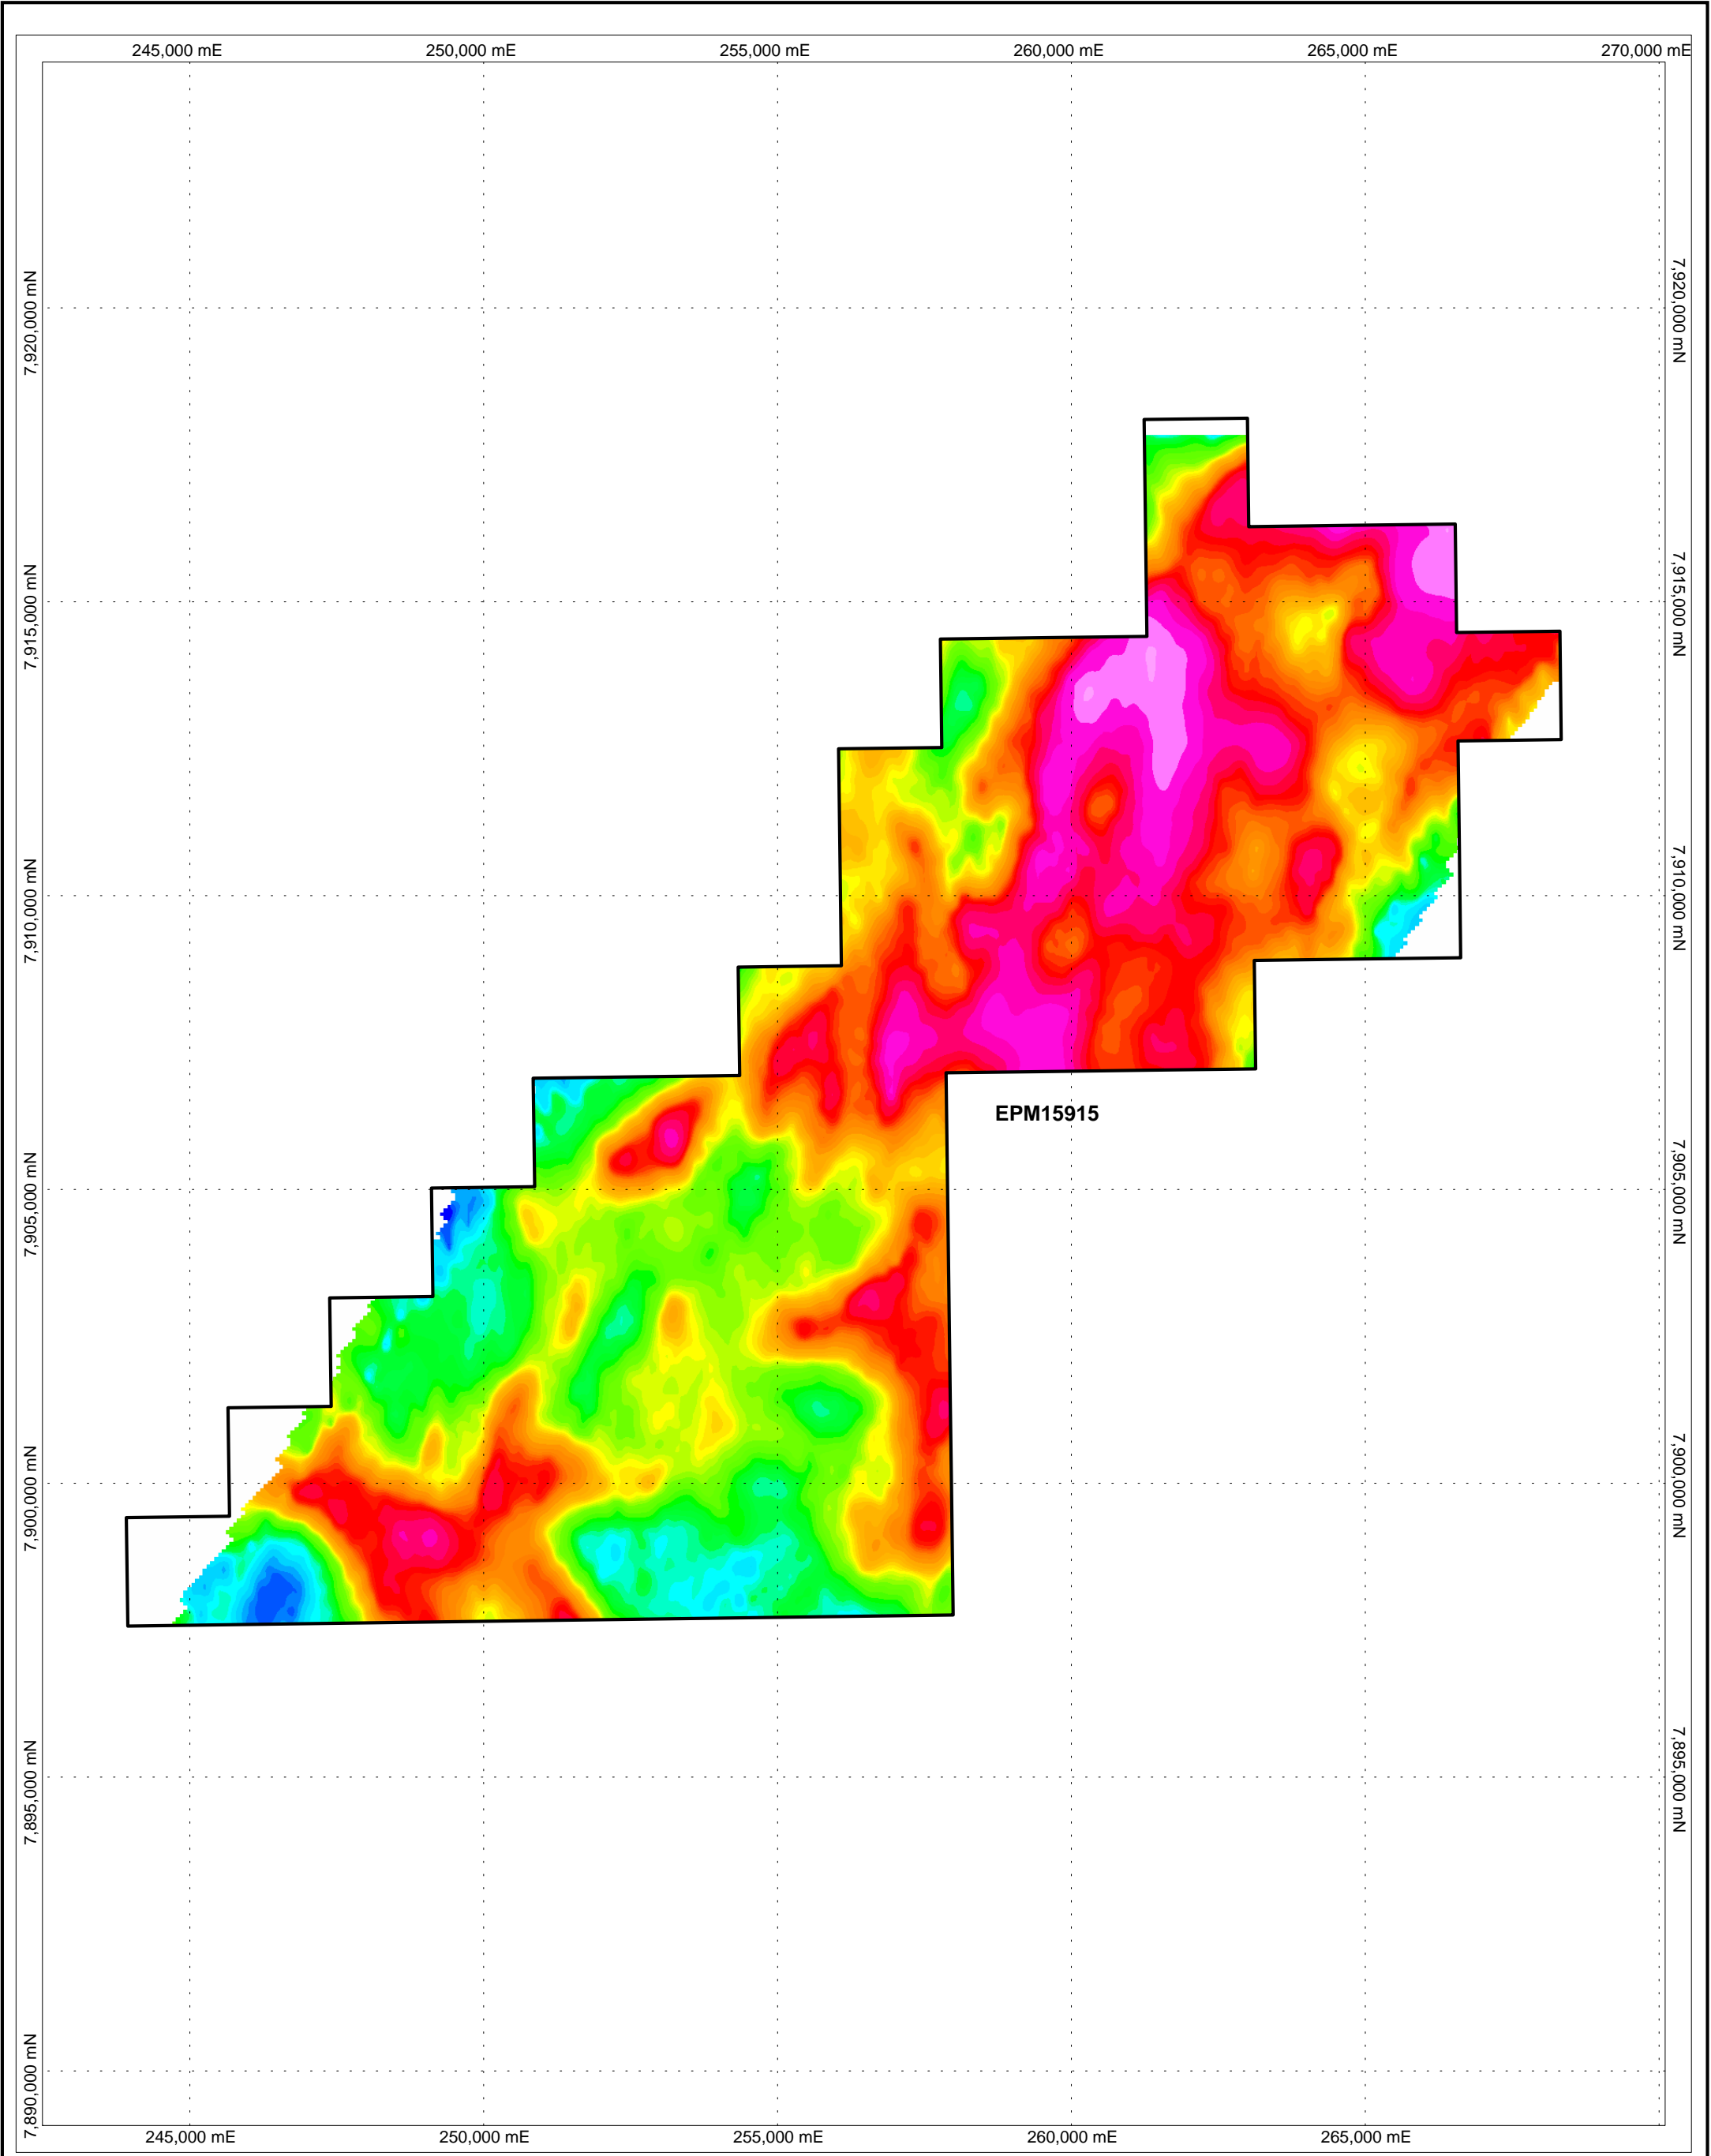 245,000 mE
250,000 mE
255,000 mE
260,000 mE
265,000 mE
270,000 mE
7,920,000 mN
7,920,000 mN
7,915,000 mN
7,915,000 mN
7,910,000 mN
7,910,000 mN
EPM15915
7,905,000 mN
7,905,000 mN
7,900,000 mN
7,900,000 mN
7,895,000 mN
7,895,000 mN
7,890,000 mN
245,000 mE
250,000 mE
255,000 mE
260,000 mE
265,000 mE